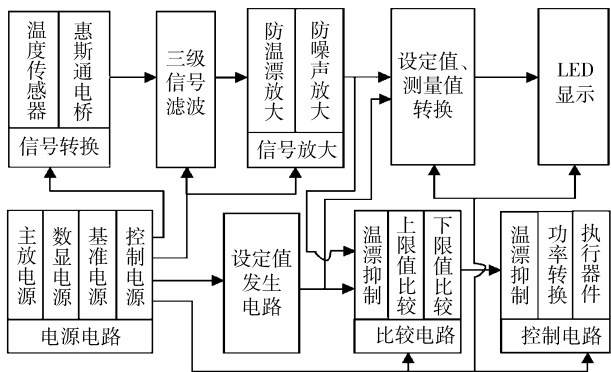 温度传感器
惠斯通电桥
信号转换
三级
信号
滤波
防温漂放大
防噪声放大
信号放大
设定值、
测量值
转换
LED
显示
主放电源
数显电源
基准电源
控制电源
电源电路
设定值
发生
电路
温漂抑制
上限值比较
下限值比较
比较电路
温漂抑制
功率转换
执行器件
控制电路